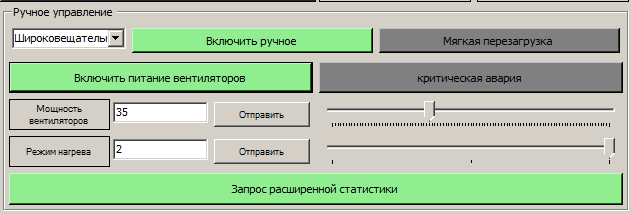 Ручное управление
Широковещателы
Включить ручное
Мягкая перезагрузка
Включить питание вентиляторов
критическая авария
Мощность
вентиляторов
35
Отправить
Режим нагрева
2
Отправить
Запрос расширенной статистики